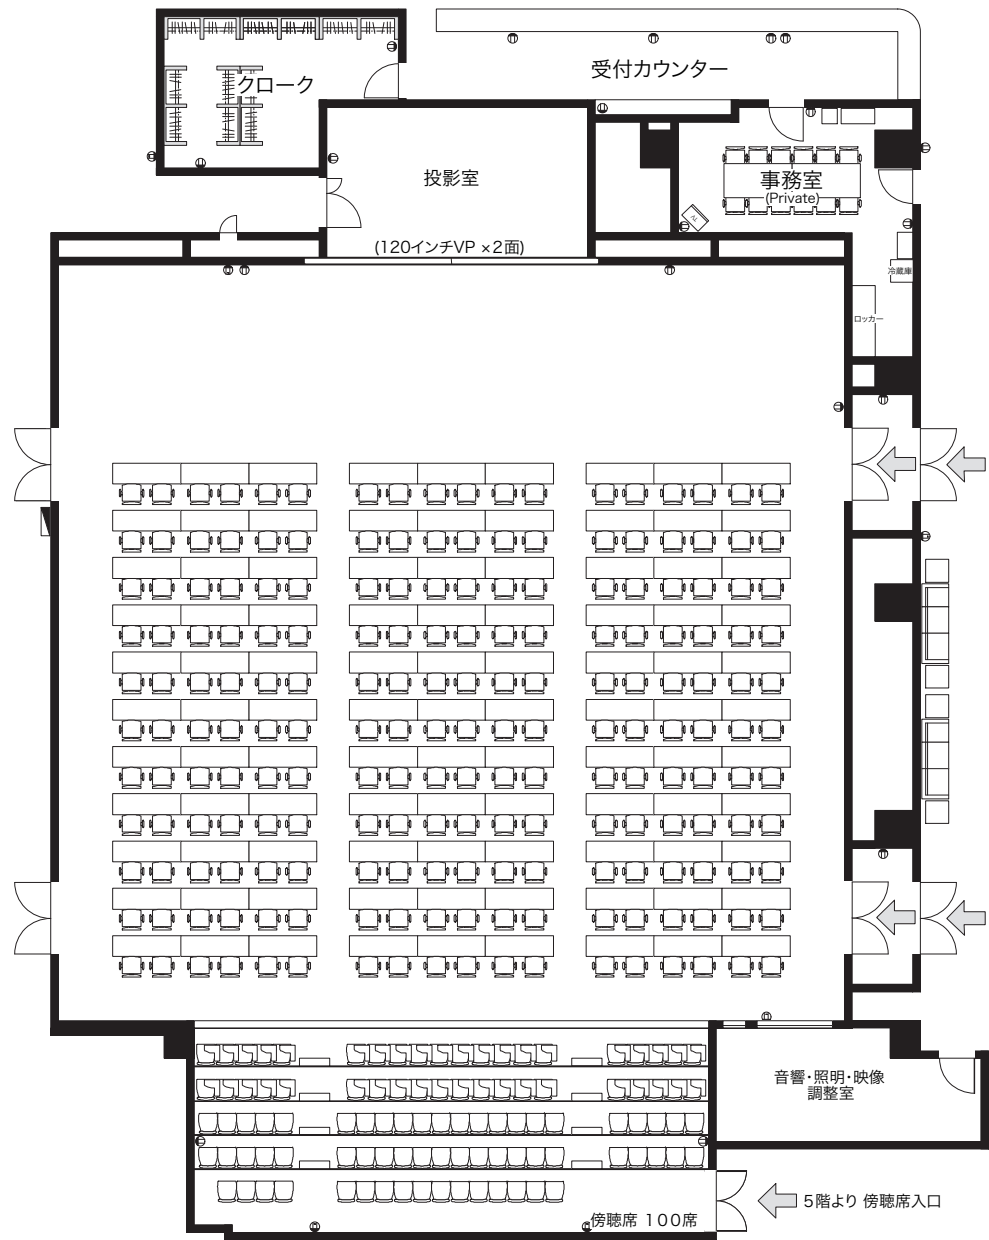 クローク
受付カウンター
投影室
(120インチVP ×2面)
事務室
(Private)
TV
冷蔵庫
ロッカー
音響・照明・映像
調整室
5階より 傍聴席入口
傍聴席 100席